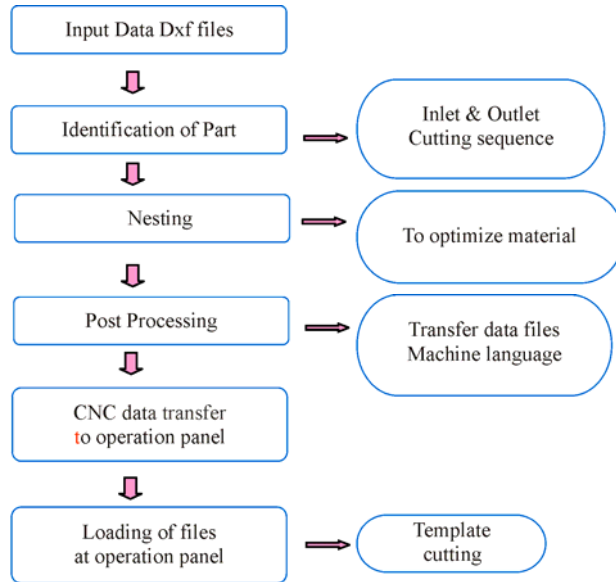 Input Data Dxf files
Identification of Part
Inlet & Outlet
Cutting sequence
Nesting
To optimize material
Post Processing
Transfer data files
Machine language
CNC data transfer
to operation panel
Loading of files
at operation panel
Template
cutting